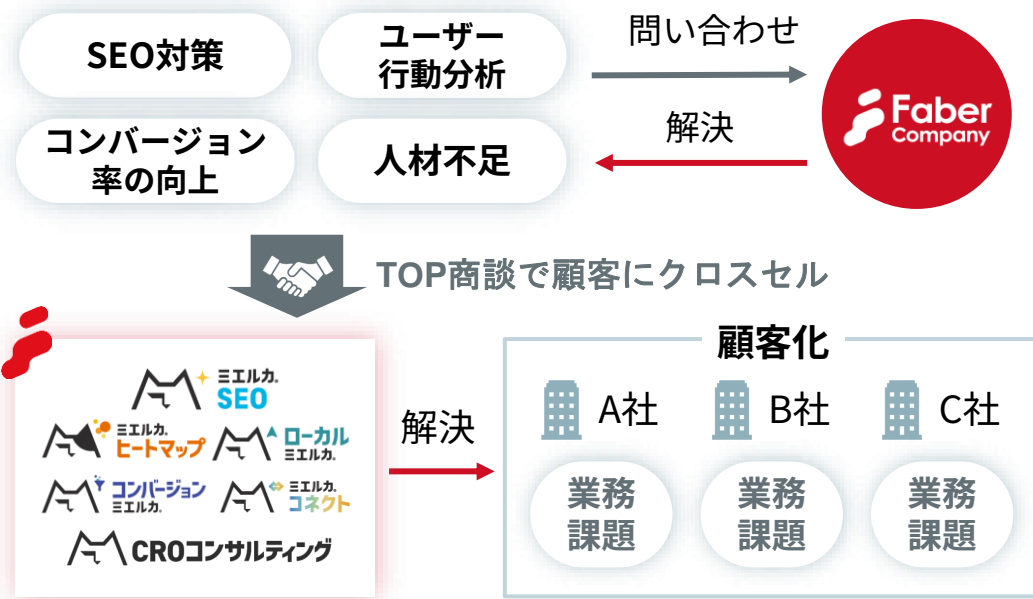 SEO対策
ユーザー
行動分析
問い合わせ
Faber
Company
解決
コンバージョン
率の向上
人材不足
TOP商談で顧客にクロスセル
ミエルカ
SEO
ミエルカ
ヒートマップ
ローカル
ミエルカ
コンバージョン
ミエルカ
ミエルカ
コネクト
CROコンサルティング
解決
顧客化
A社
B社
C社
業務
課題
業務
課題
業務
課題